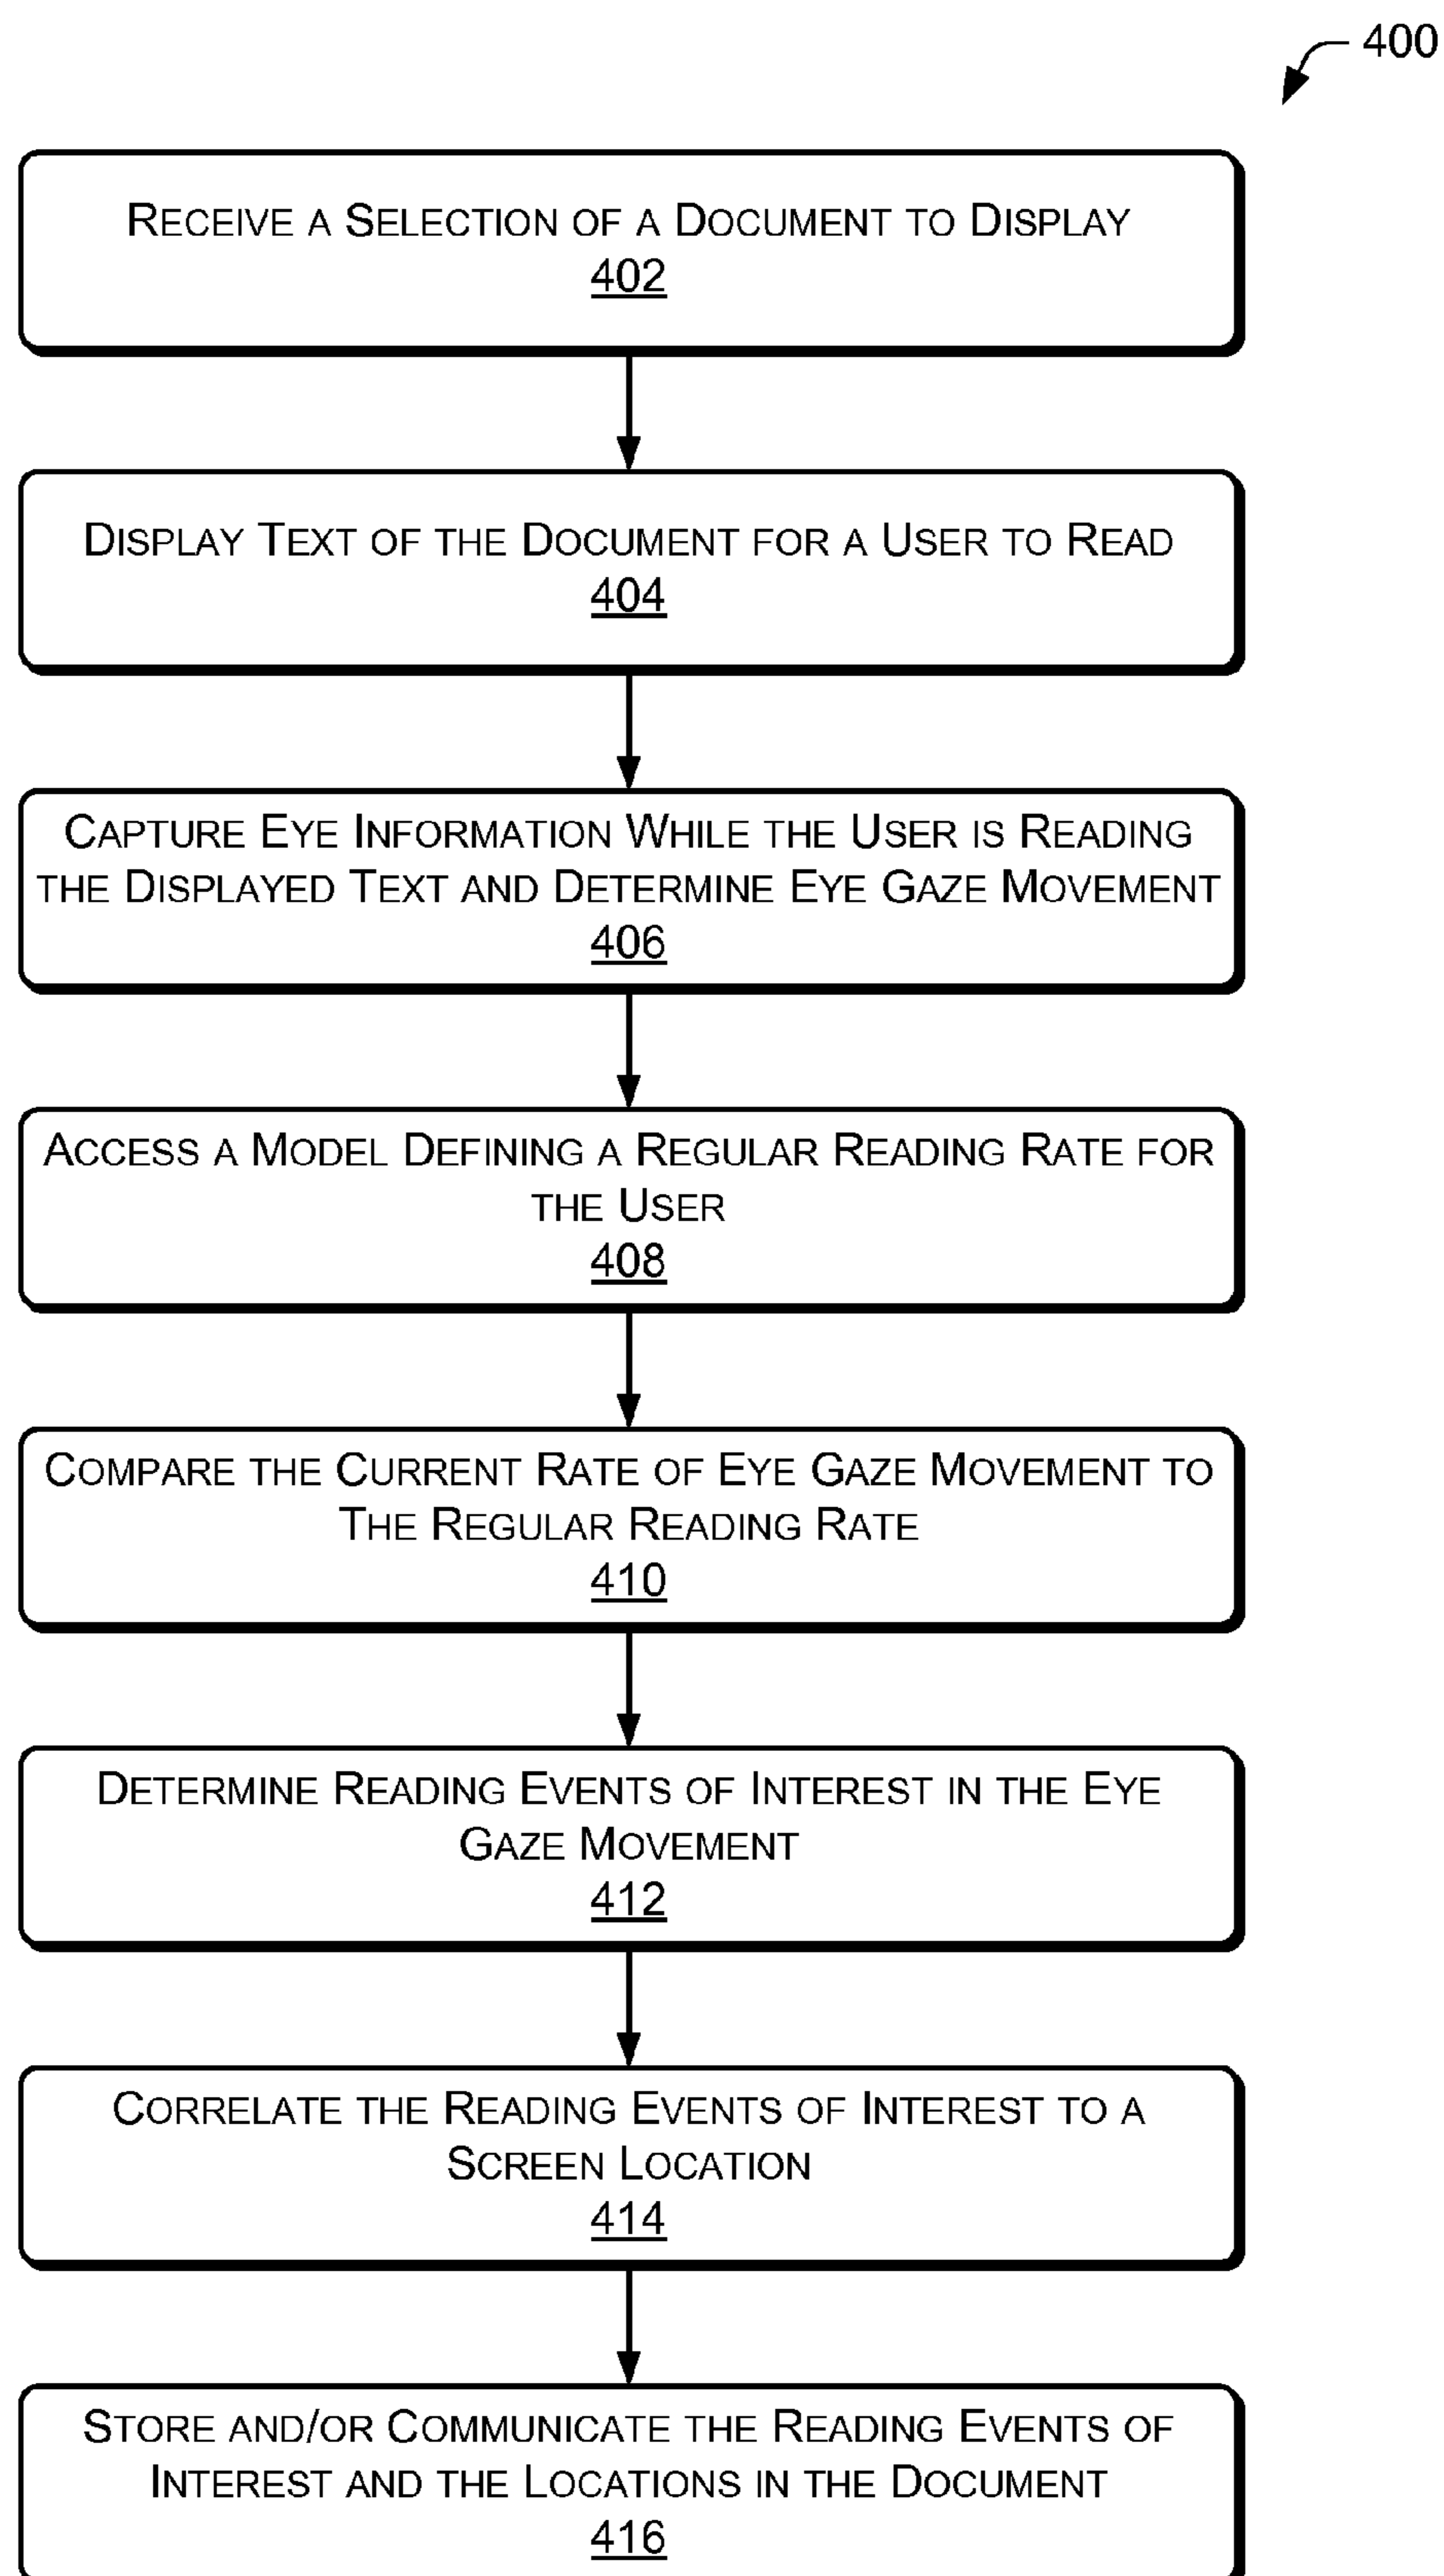 400
RECEIVE A SELECTION OF A DOCUMENT TO DISPLAY
402
DISPLAY TEXT OF THE DOCUMENT FOR A USER TO READ
404
CAPTURE EYE INFORMATION WHILE THE USER IS READING
THE DISPLAYED TEXT AND DETERMINE EYE GAZE MOVEMENT
406
ACCESS A MODEL DEFINING A REGULAR READING RATE FOR
THE USER
408
COMPARE THE CURRENT RATE OF EYE GAZE MOVEMENT TO
THE REGULAR READING RATE
410
DETERMINE READING EVENTS OF INTEREST IN THE EYE
GAZE MOVEMENT
412
CORRELATE THE READING EVENTS OF INTEREST TO A
SCREEN LOCATION
414
STORE AND/OR COMMUNICATE THE READING EVENTS OF
INTEREST AND THE LOCATIONS IN THE DOCUMENT
416